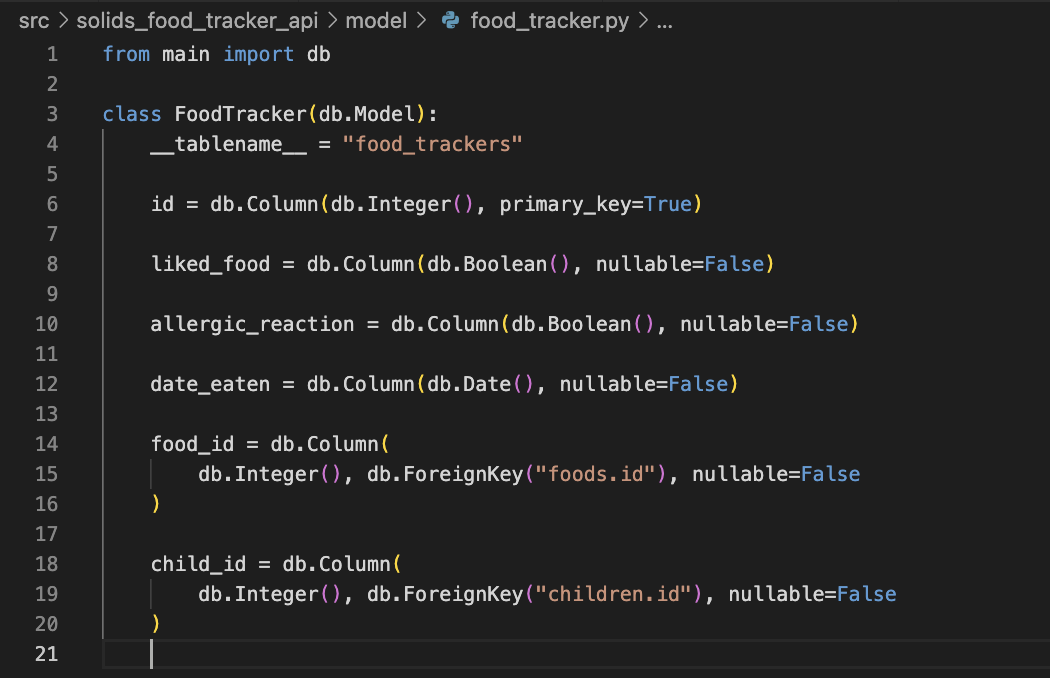 src > solids_food_tracker_api > model > food_tracker.py > ...
1 from main import db
2
3 class FoodTracker(db.Model):
4     __tablename__ = "food_trackers"
5
6     id = db.Column(db.Integer(), primary_key=True)
7
8     liked_food = db.Column(db.Boolean(), nullable=False)
9
10     allergic_reaction = db.Column(db.Boolean(), nullable=False)
11
12     date_eaten = db.Column(db.Date(), nullable=False)
13
14     food_id = db.Column(
15         db.Integer(), db.ForeignKey("foods.id"), nullable=False
16     )
17
18     child_id = db.Column(
19         db.Integer(), db.ForeignKey("children.id"), nullable=False
20     )
21